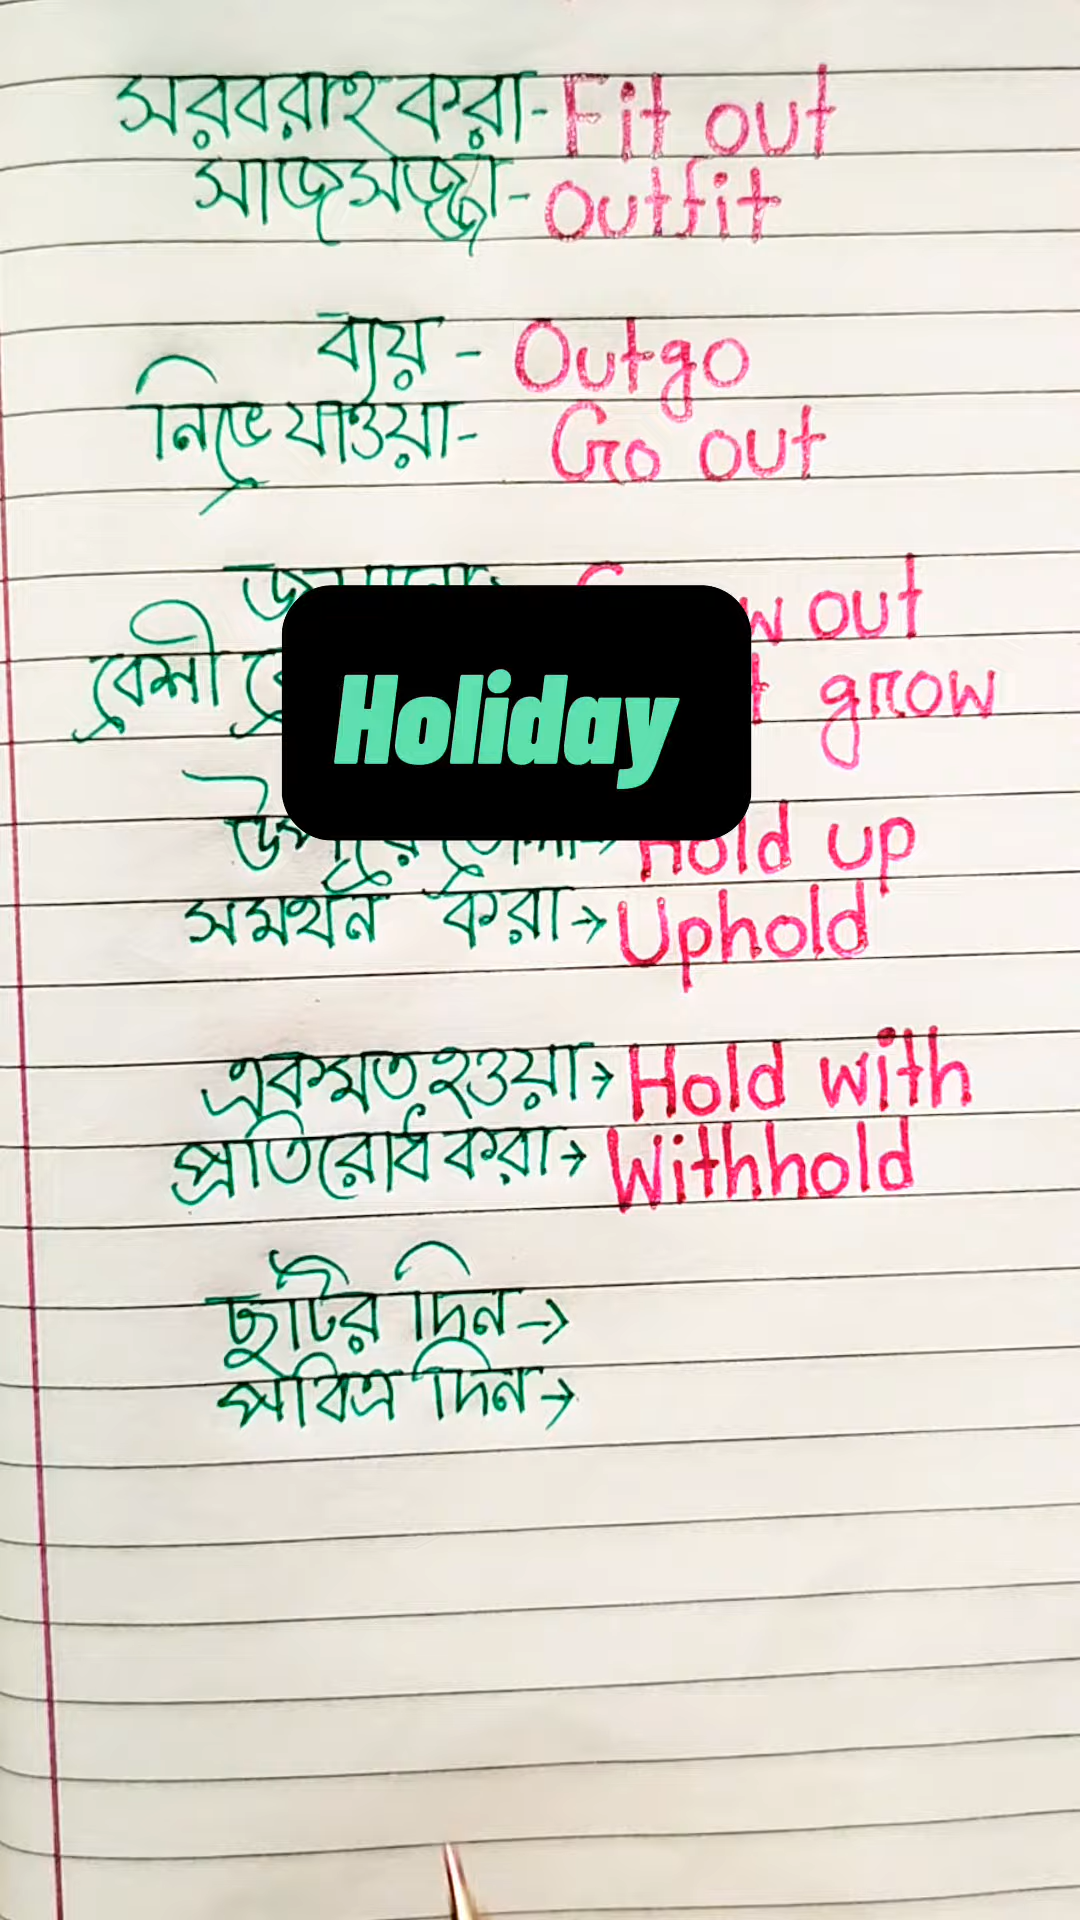 সরবরাহ করা- Fit out
সাজসজ্জা- Outfit
ব্যয় - Outgo
নিভে যাওয়া- Go out
out
বেশী grow
Holiday
Hold up
সমর্থন করা→ Uphold
একমত হওয়া→ Hold with
প্রতিরোধ করা→ Withhold
ছুটির দিন→
পবিত্র দিন→